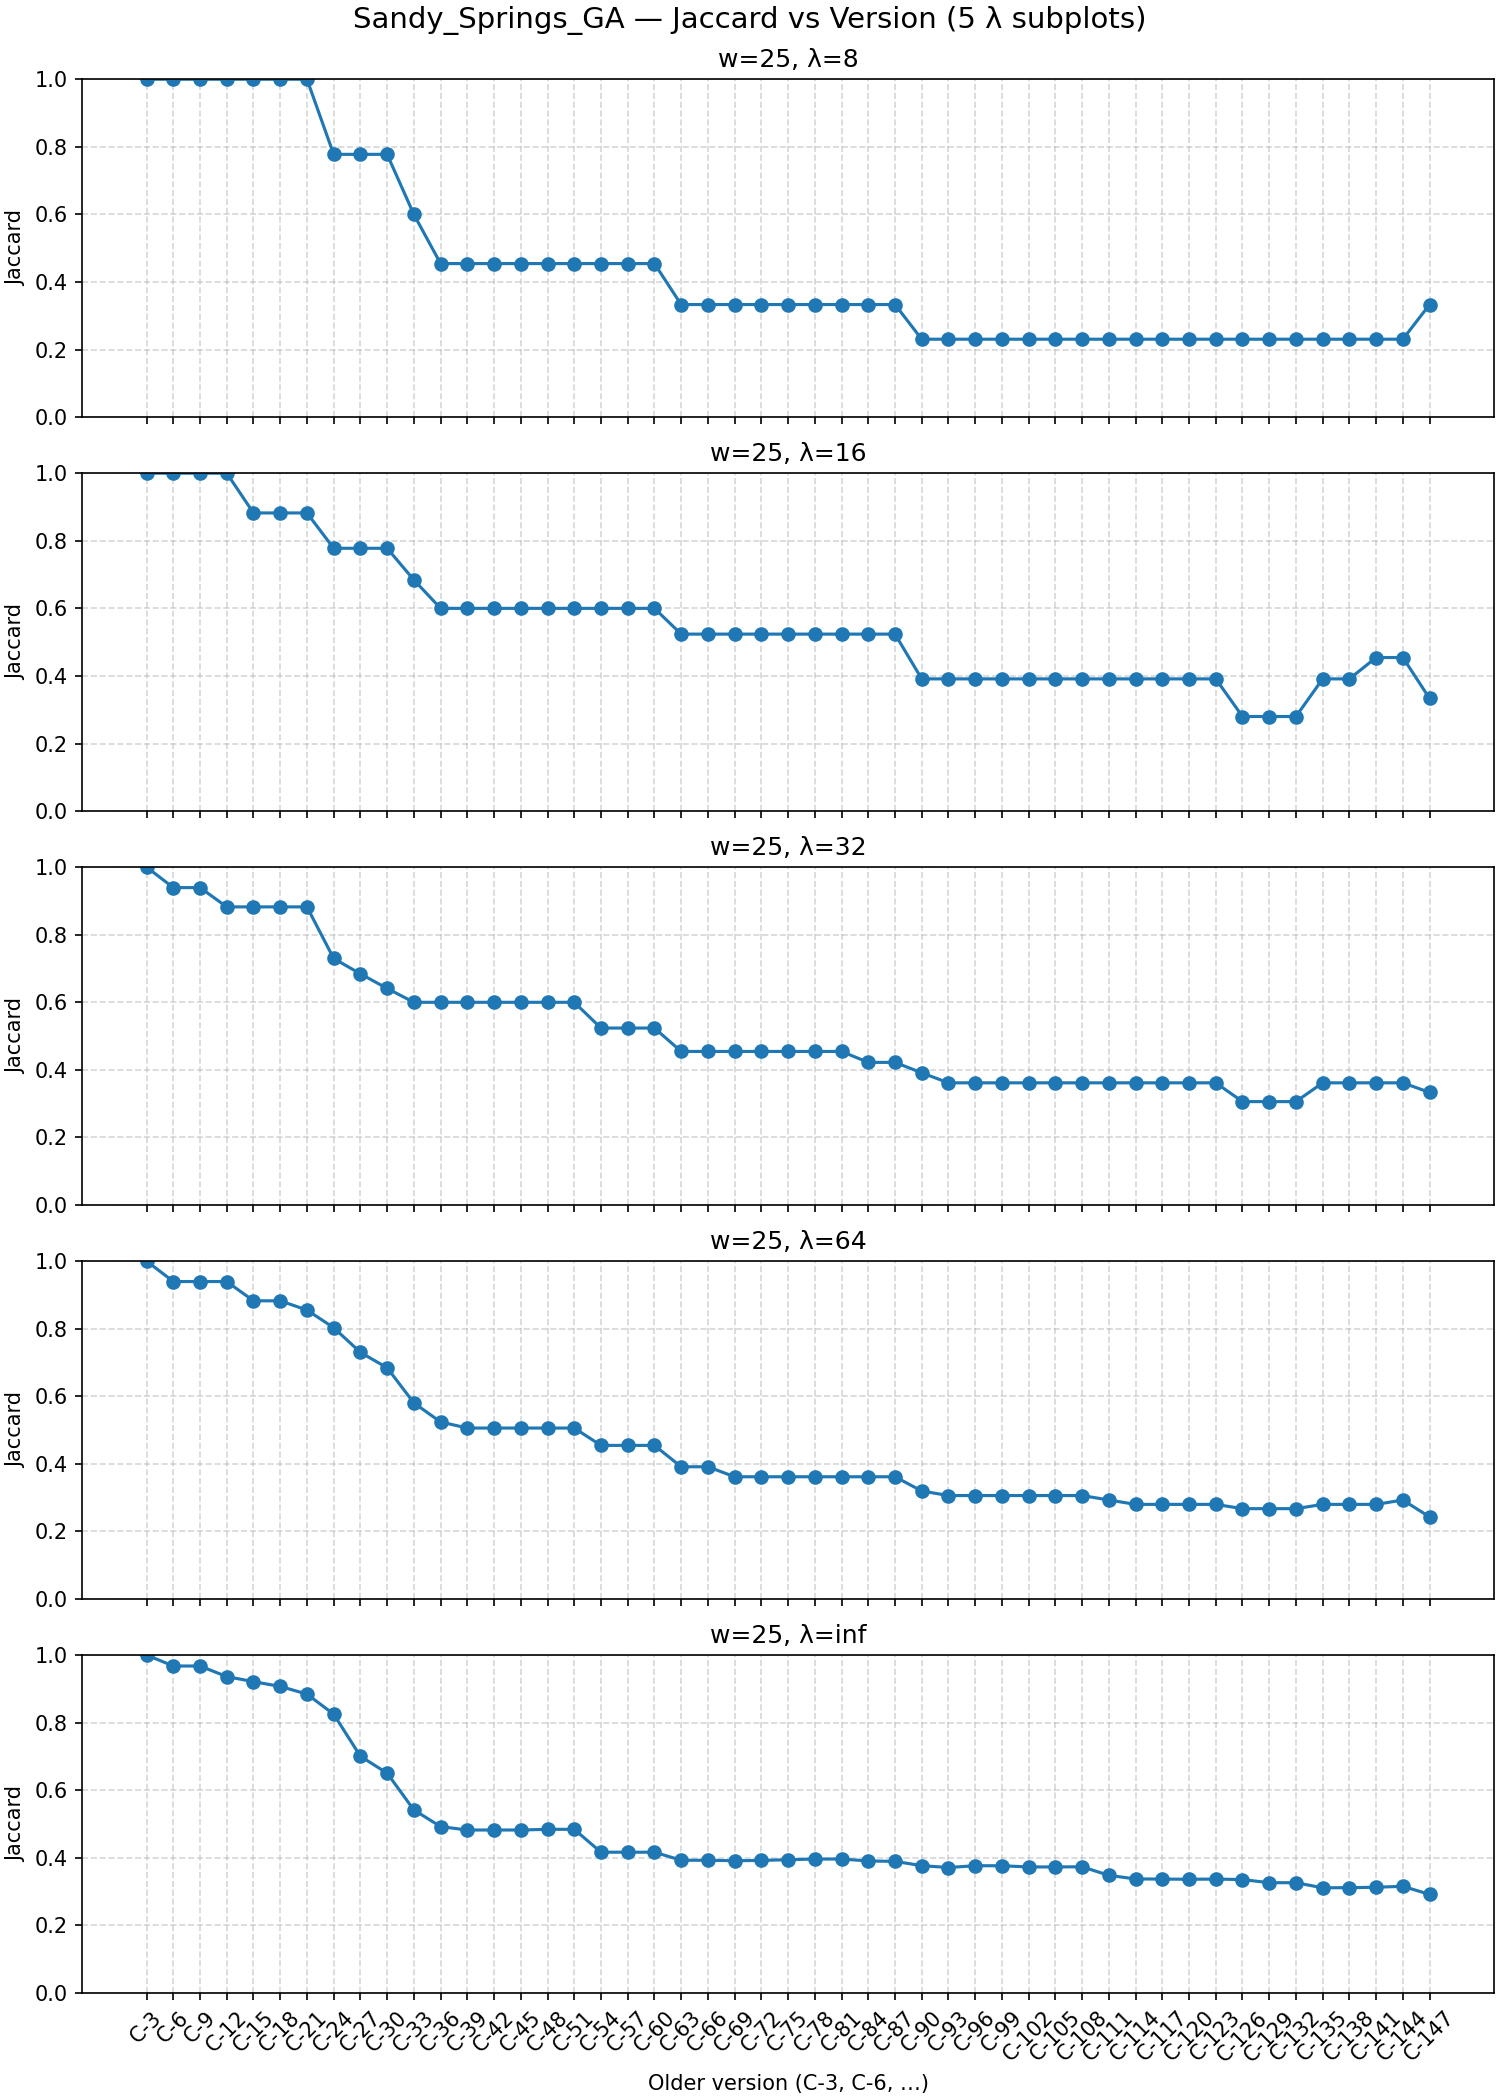 Sandy_Springs_GA — Jaccard vs Version (5 λ subplots)
w=25, λ=8
1.0
0.8
0.6
0.4
0.2
0.0
Jaccard
w=25, λ=16
1.0
0.8
0.6
0.4
0.2
0.0
Jaccard
w=25, λ=32
1.0
0.8
0.6
0.4
0.2
0.0
Jaccard
w=25, λ=64
1.0
0.8
0.6
0.4
0.2
0.0
Jaccard
w=25, λ=inf
1.0
0.8
0.6
0.4
0.2
0.0
Jaccard
C-3
C-6
C-9
C-12
C-15
C-18
C-21
C-24
C-27
C-30
C-33
C-36
C-39
C-42
C-45
C-48
C-51
C-54
C-57
C-60
C-63
C-66
C-69
C-72
C-75
C-78
C-81
C-84
C-87
C-90
C-93
C-96
C-99
C-102
C-105
C-108
C-111
C-114
C-117
C-120
C-123
C-126
C-129
C-132
C-135
C-138
C-141
C-144
C-147
Older version (C-3, C-6, ...)